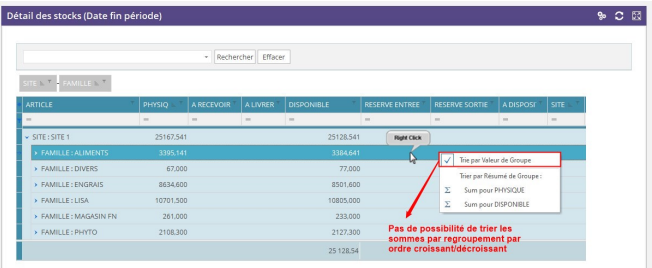 Détail des stocks (Date fin période)
Rechercher Effacer
SITE FAMILLE
ARTICLE PHYSIQ A RECEVOIR A LIVRER DISPONIBLE RESERVE ENTREE RESERVE SORTIE A DISPOSI SITE
= = = = = = = =
SITE : SITE 1 25167,541 25128,541
Right Click
FAMILLE : ALIMENTS 3395,141 3384,641
Trie par Valeur de Groupe
FAMILLE : DIVERS 67,000 77,000
Trier par Résumé de Groupe :
FAMILLE : ENGRAIS 8634,600 8501,600
Σ Sum pour PHYSIQUE
FAMILLE : LISA 10701,500 10805,000
Σ Sum pour DISPONIBLE
FAMILLE : MAGASIN FN 261,000 233,000
FAMILLE : PHYTO 2108,300 2127,300
25 128,54
Pas de possibilité de trier les
sommes par regroupement par
ordre croissant/décroissant